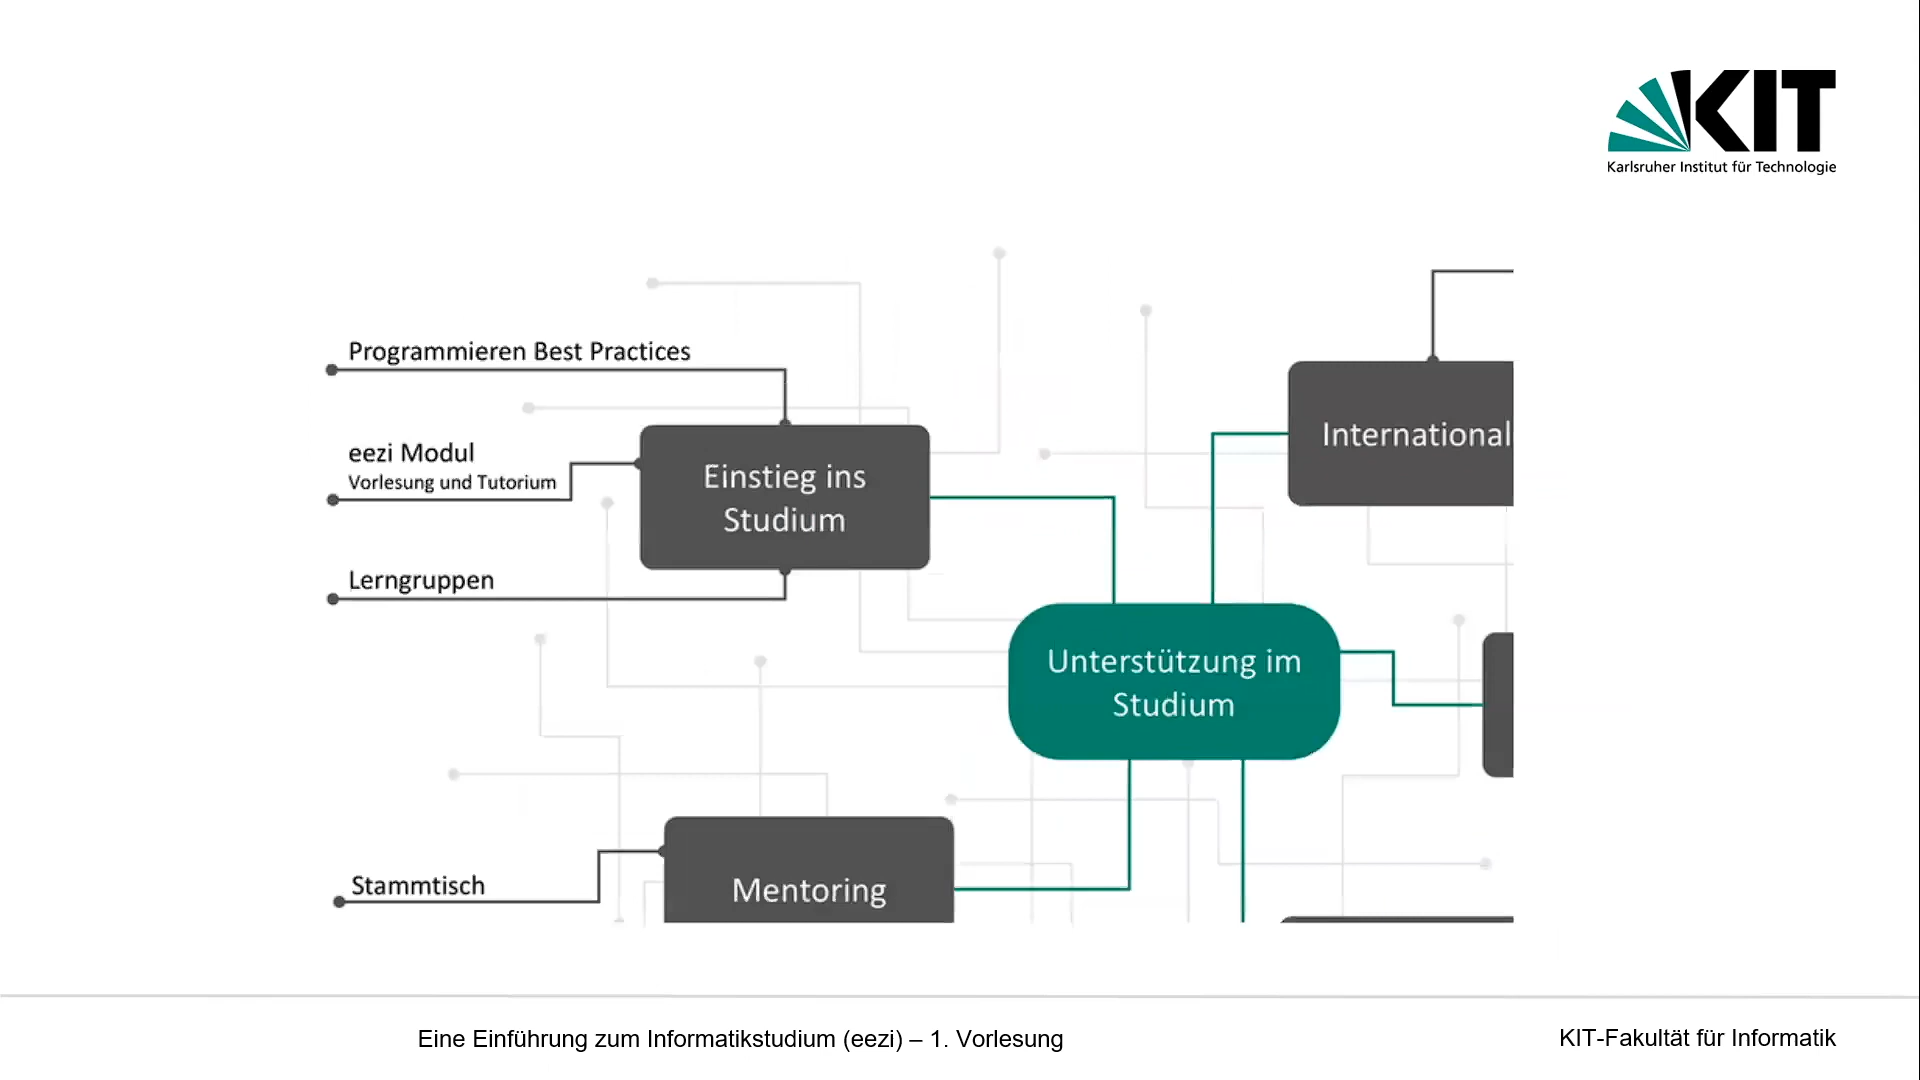 KIT
Karlsruher Institut für Technologie
Programmieren Best Practices
eezi Modul
Vorlesung und Tutorium
Lerngruppen
Einstieg ins
Studium
International
Unterstützung im
Studium
Stammtisch
Mentoring
Eine Einführung zum Informatikstudium (eezi) – 1. Vorlesung
KIT-Fakultät für Informatik